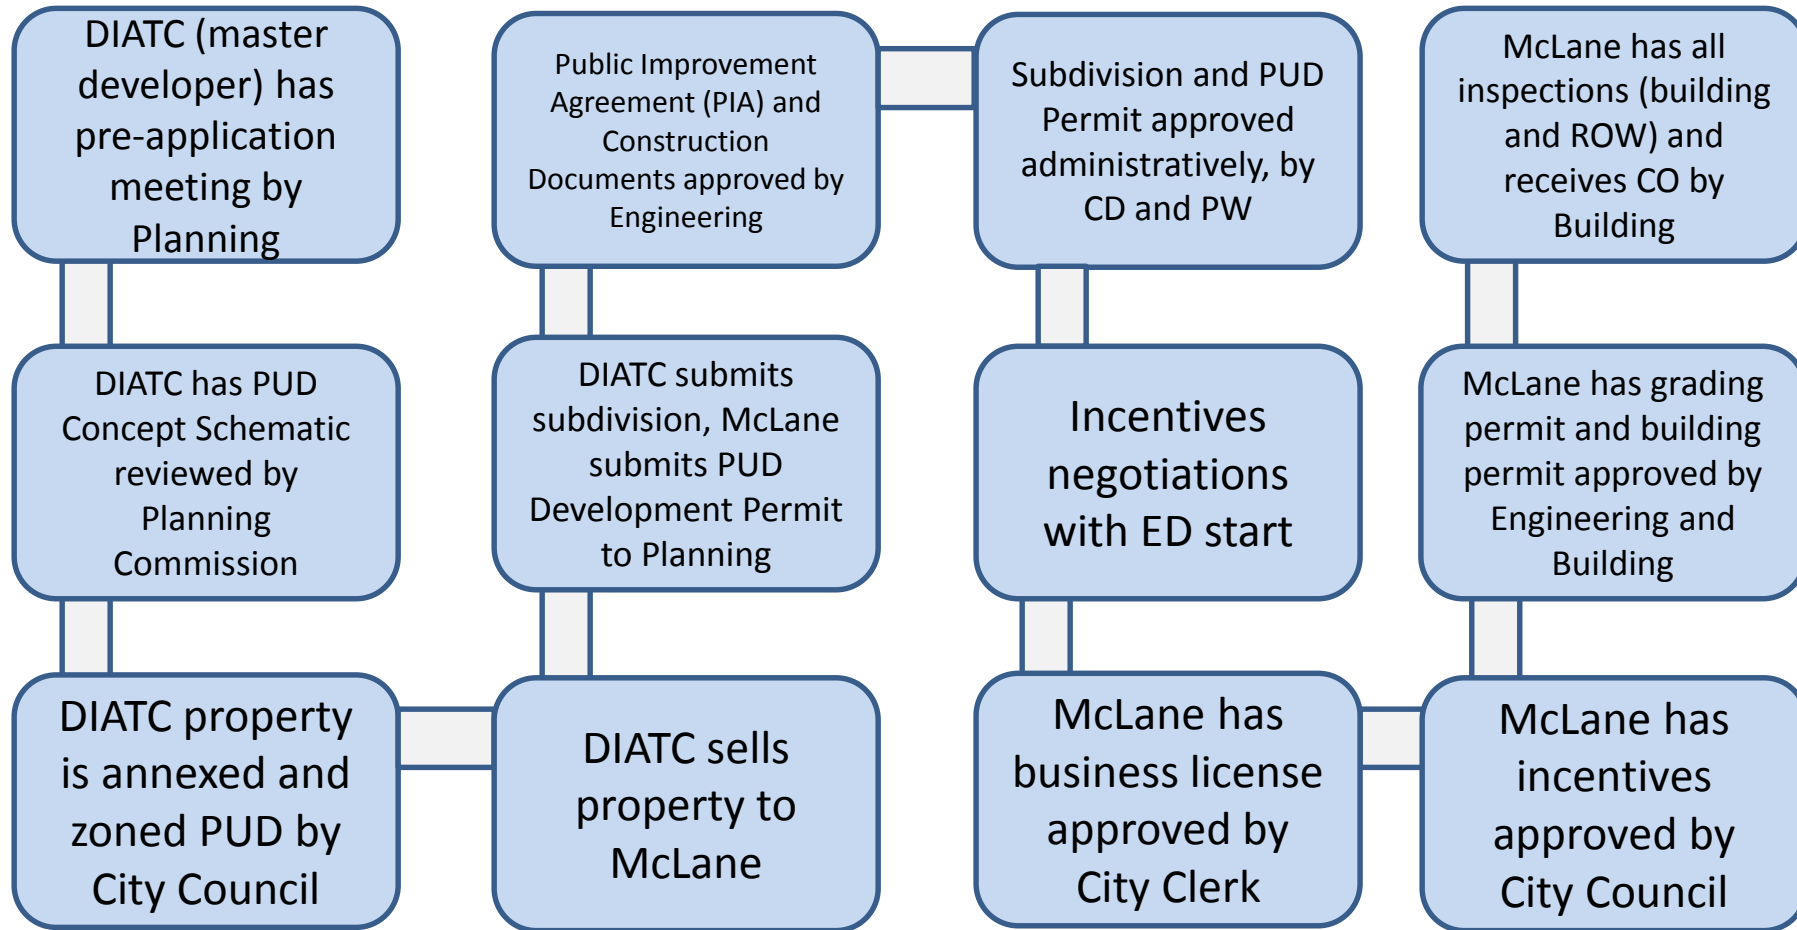 DIATC (master
developer) has
pre-application
meeting by
Planning
DIATC has PUD
Concept Schematic
reviewed by
Planning
Commission
DIATC property
is annexed and
zoned PUD by
City Council
DIATC sells
property to
McLane
DIATC submits
subdivision, McLane
submits PUD
Development Permit
to Planning
Public Improvement
Agreement (PIA) and
Construction
Documents approved by
Engineering
Subdivision and PUD
Permit approved
administratively, by
CD and PW
Incentives
negotiations
with ED start
McLane has
business license
approved by
City Clerk
McLane has
incentives
approved by
City Council
McLane has grading
permit and building
permit approved by
Engineering and
Building
McLane has all
inspections (building
and ROW) and
receives CO by
Building